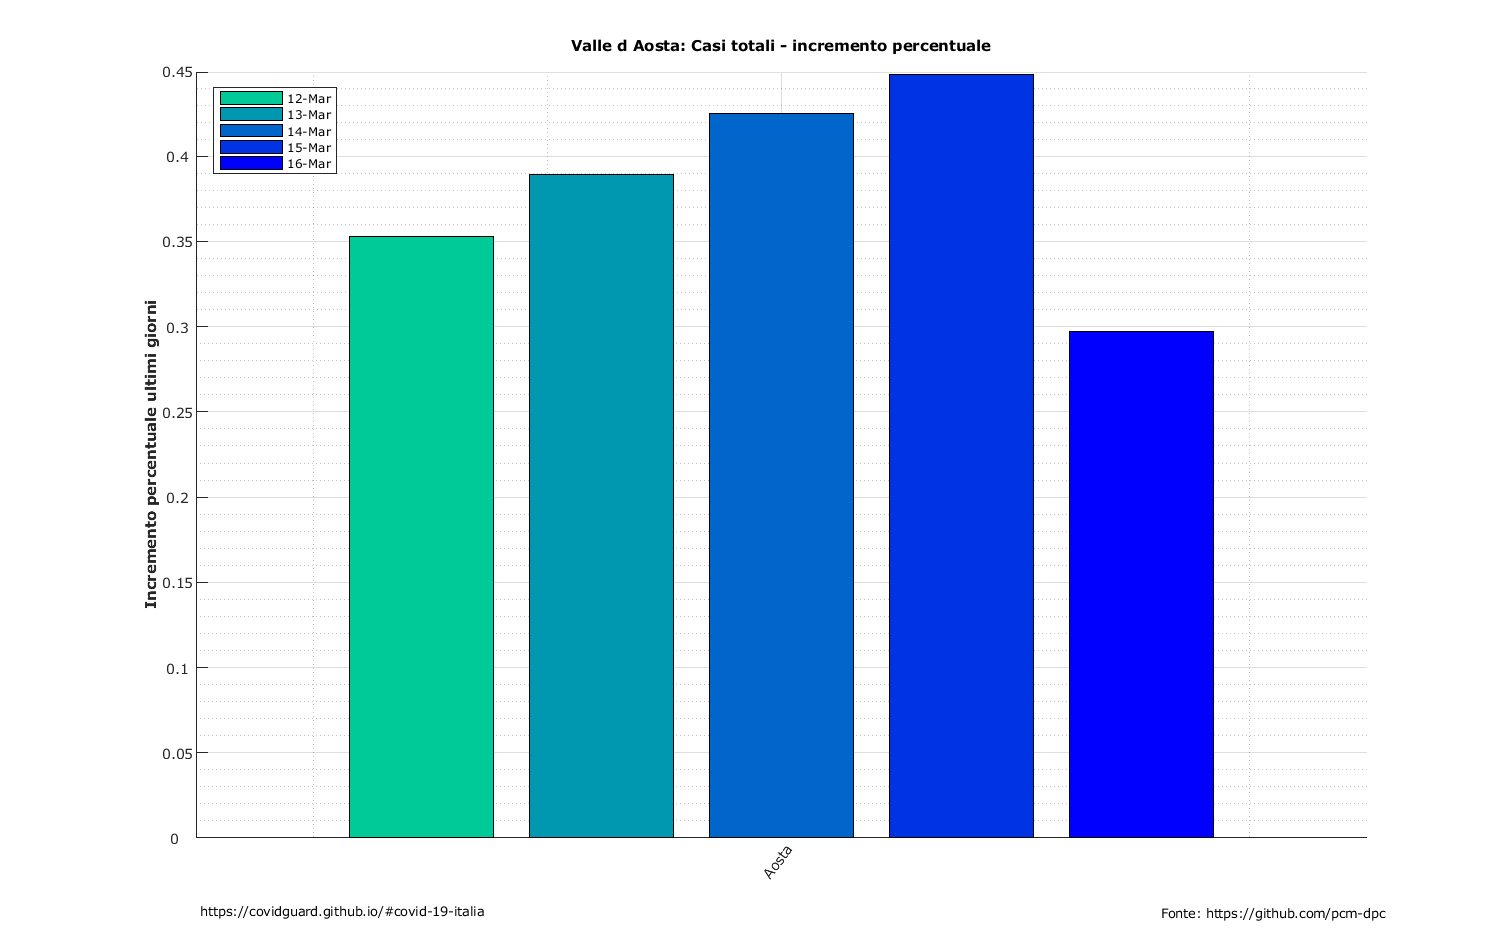 Valle d Aosta: Casi totali - incremento percentuale
0.45
0.4
0.35
0.3
0.25
0.2
0.15
0.1
0.05
0
Incremento percentuale ultimi giorni
12-Mar
13-Mar
14-Mar
15-Mar
16-Mar
Aosta
https://covidguard.github.io/#covid-19-italia
Fonte: https://github.com/pcm-dpc